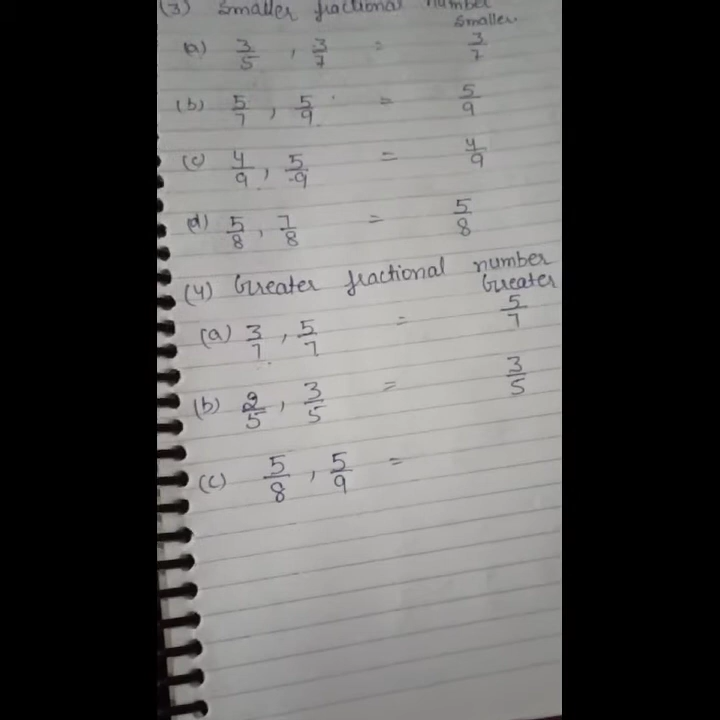 (3) Smaller fractional number
Smaller
(a) 3/5 , 3/7 = 3/7
(b) 5/7 , 5/9 = 5/9
(c) 4/9 , 5/9 = 4/9
(d) 5/8 , 7/8 = 5/8
(4) Greater fractional number
Greater
(a) 3/7 , 5/7 = 5/7
(b) 2/5 , 3/5 = 3/5
(c) 5/8 , 5/9 =